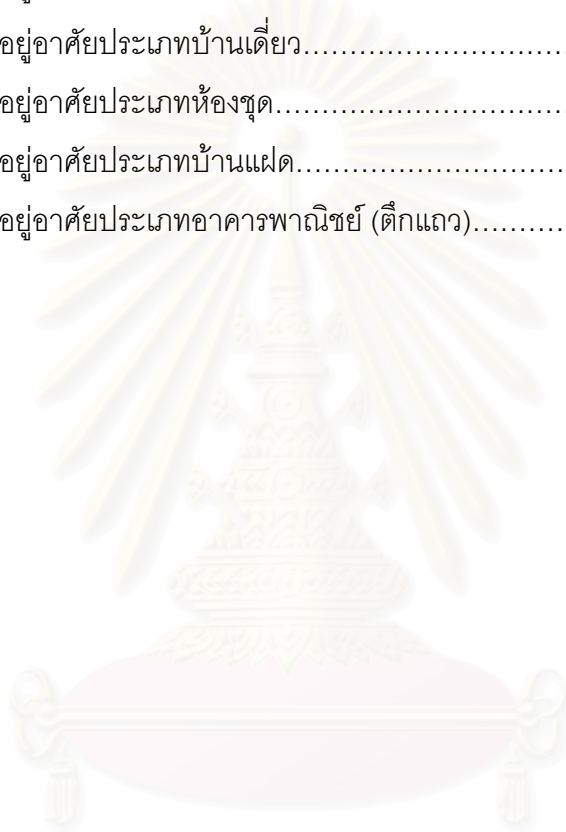 อยู่อาศัยประเภทบ้านเดี่ยว..............................
อยู่อาศัยประเภทห้องชุด................................
อยู่อาศัยประเภทบ้านแฝด..............................
อยู่อาศัยประเภทอาคารพาณิชย์ (ตึกแถว)..........